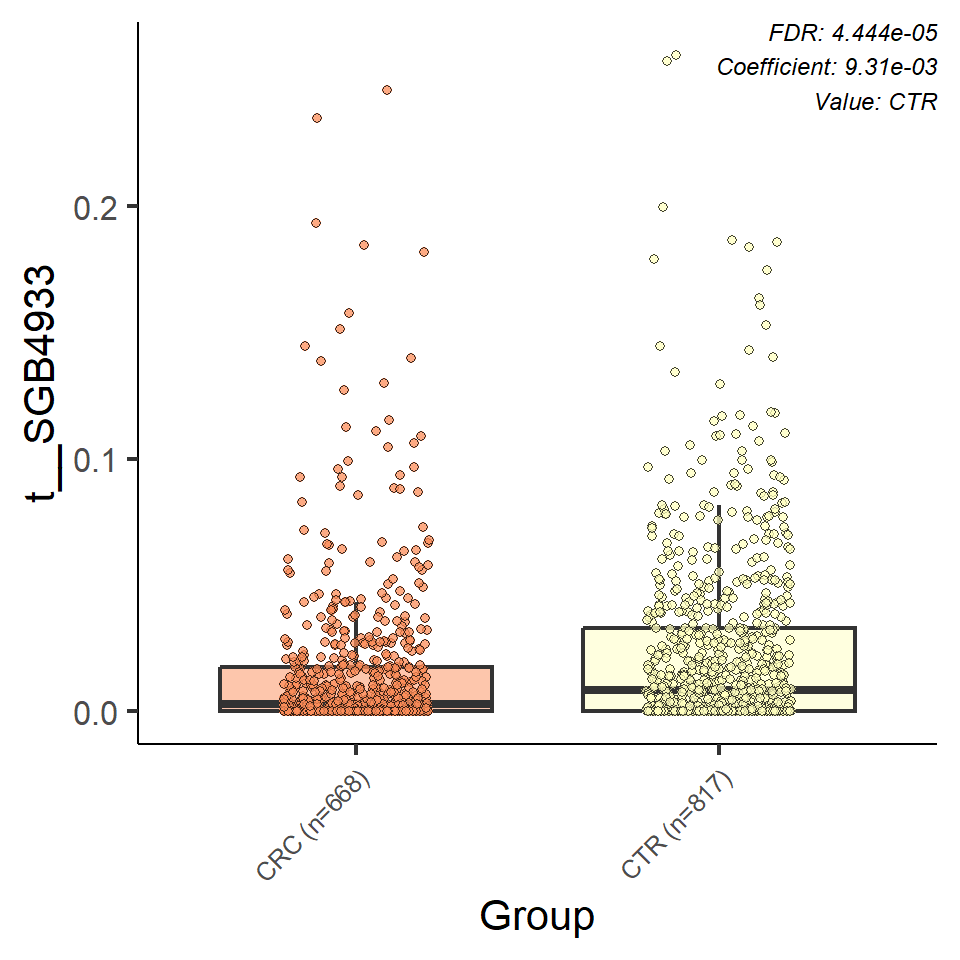 FDR: 4.444e-05
Coefficient: 9.31e-03
Value: CTR
t__SGB4933
0.2
0.1
0.0
CRC (n=668)
CTR (n=817)
Group